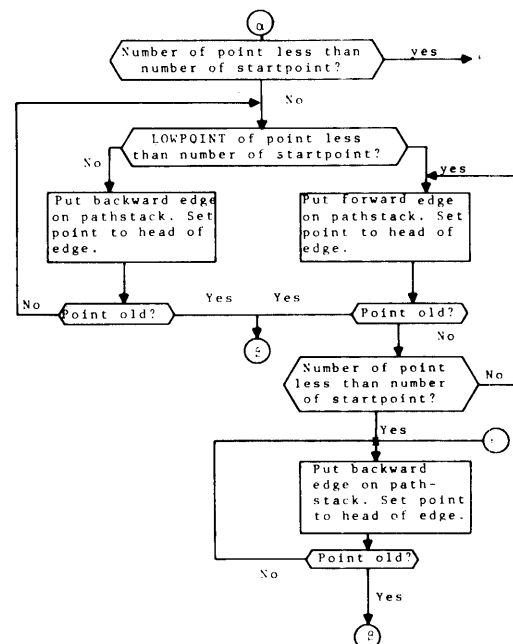 α
Number of point less than
number of startpoint?
yes
No
LOWPOINT of point less
than number of startpoint?
No
yes
Put backward edge
on pathstack. Set
point to head of
edge.
Put forward edge
on pathstack. Set
point to head of
edge.
No
Point old?
Yes
Yes
Point old?
β
No
Number of point
less than number
of startpoint?
No
Yes
Put backward
edge on path-
stack. Set point
to head of edge.
Point old?
No
Yes
β